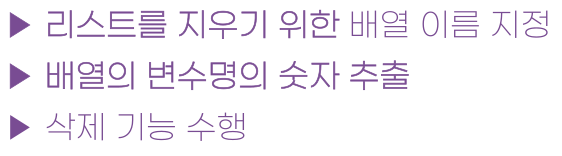 ▶ 리스트를 지우기 위한 배열 이름 지정
▶ 배열의 변수명의 숫자 추출
▶ 삭제 기능 수행